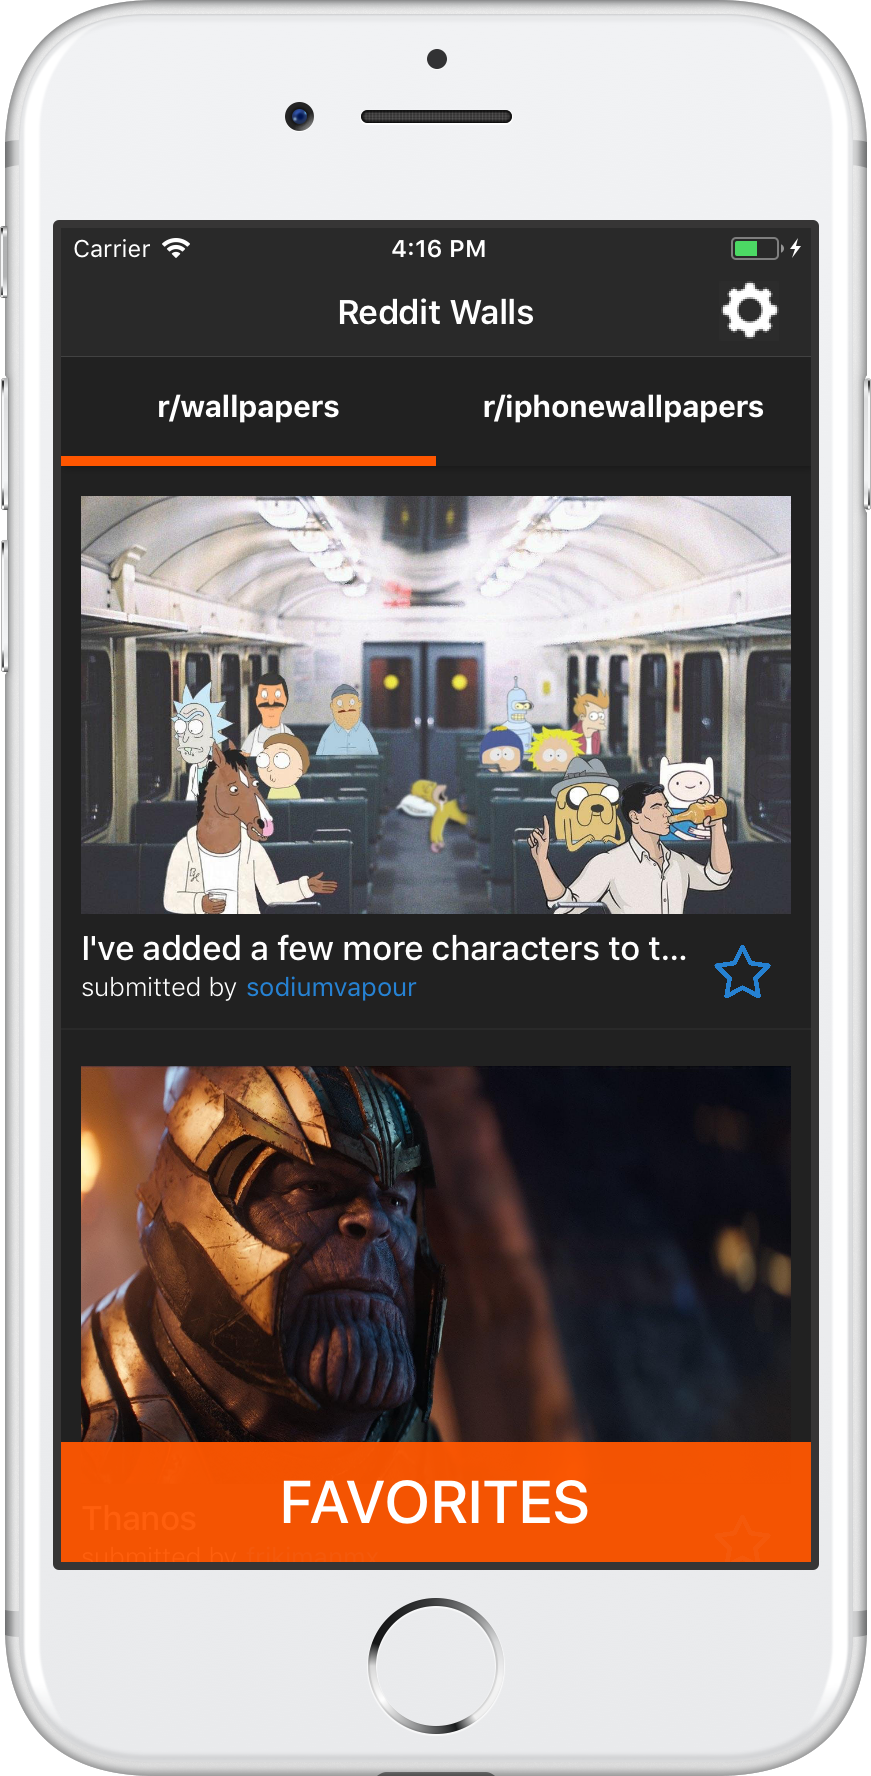 Carrier
4:16 PM
Reddit Walls
r/wallpapers
r/iphonewallpapers
I've added a few more characters to t...
submitted by sodiumvapour
FAVORITES
Thanos
submitted by